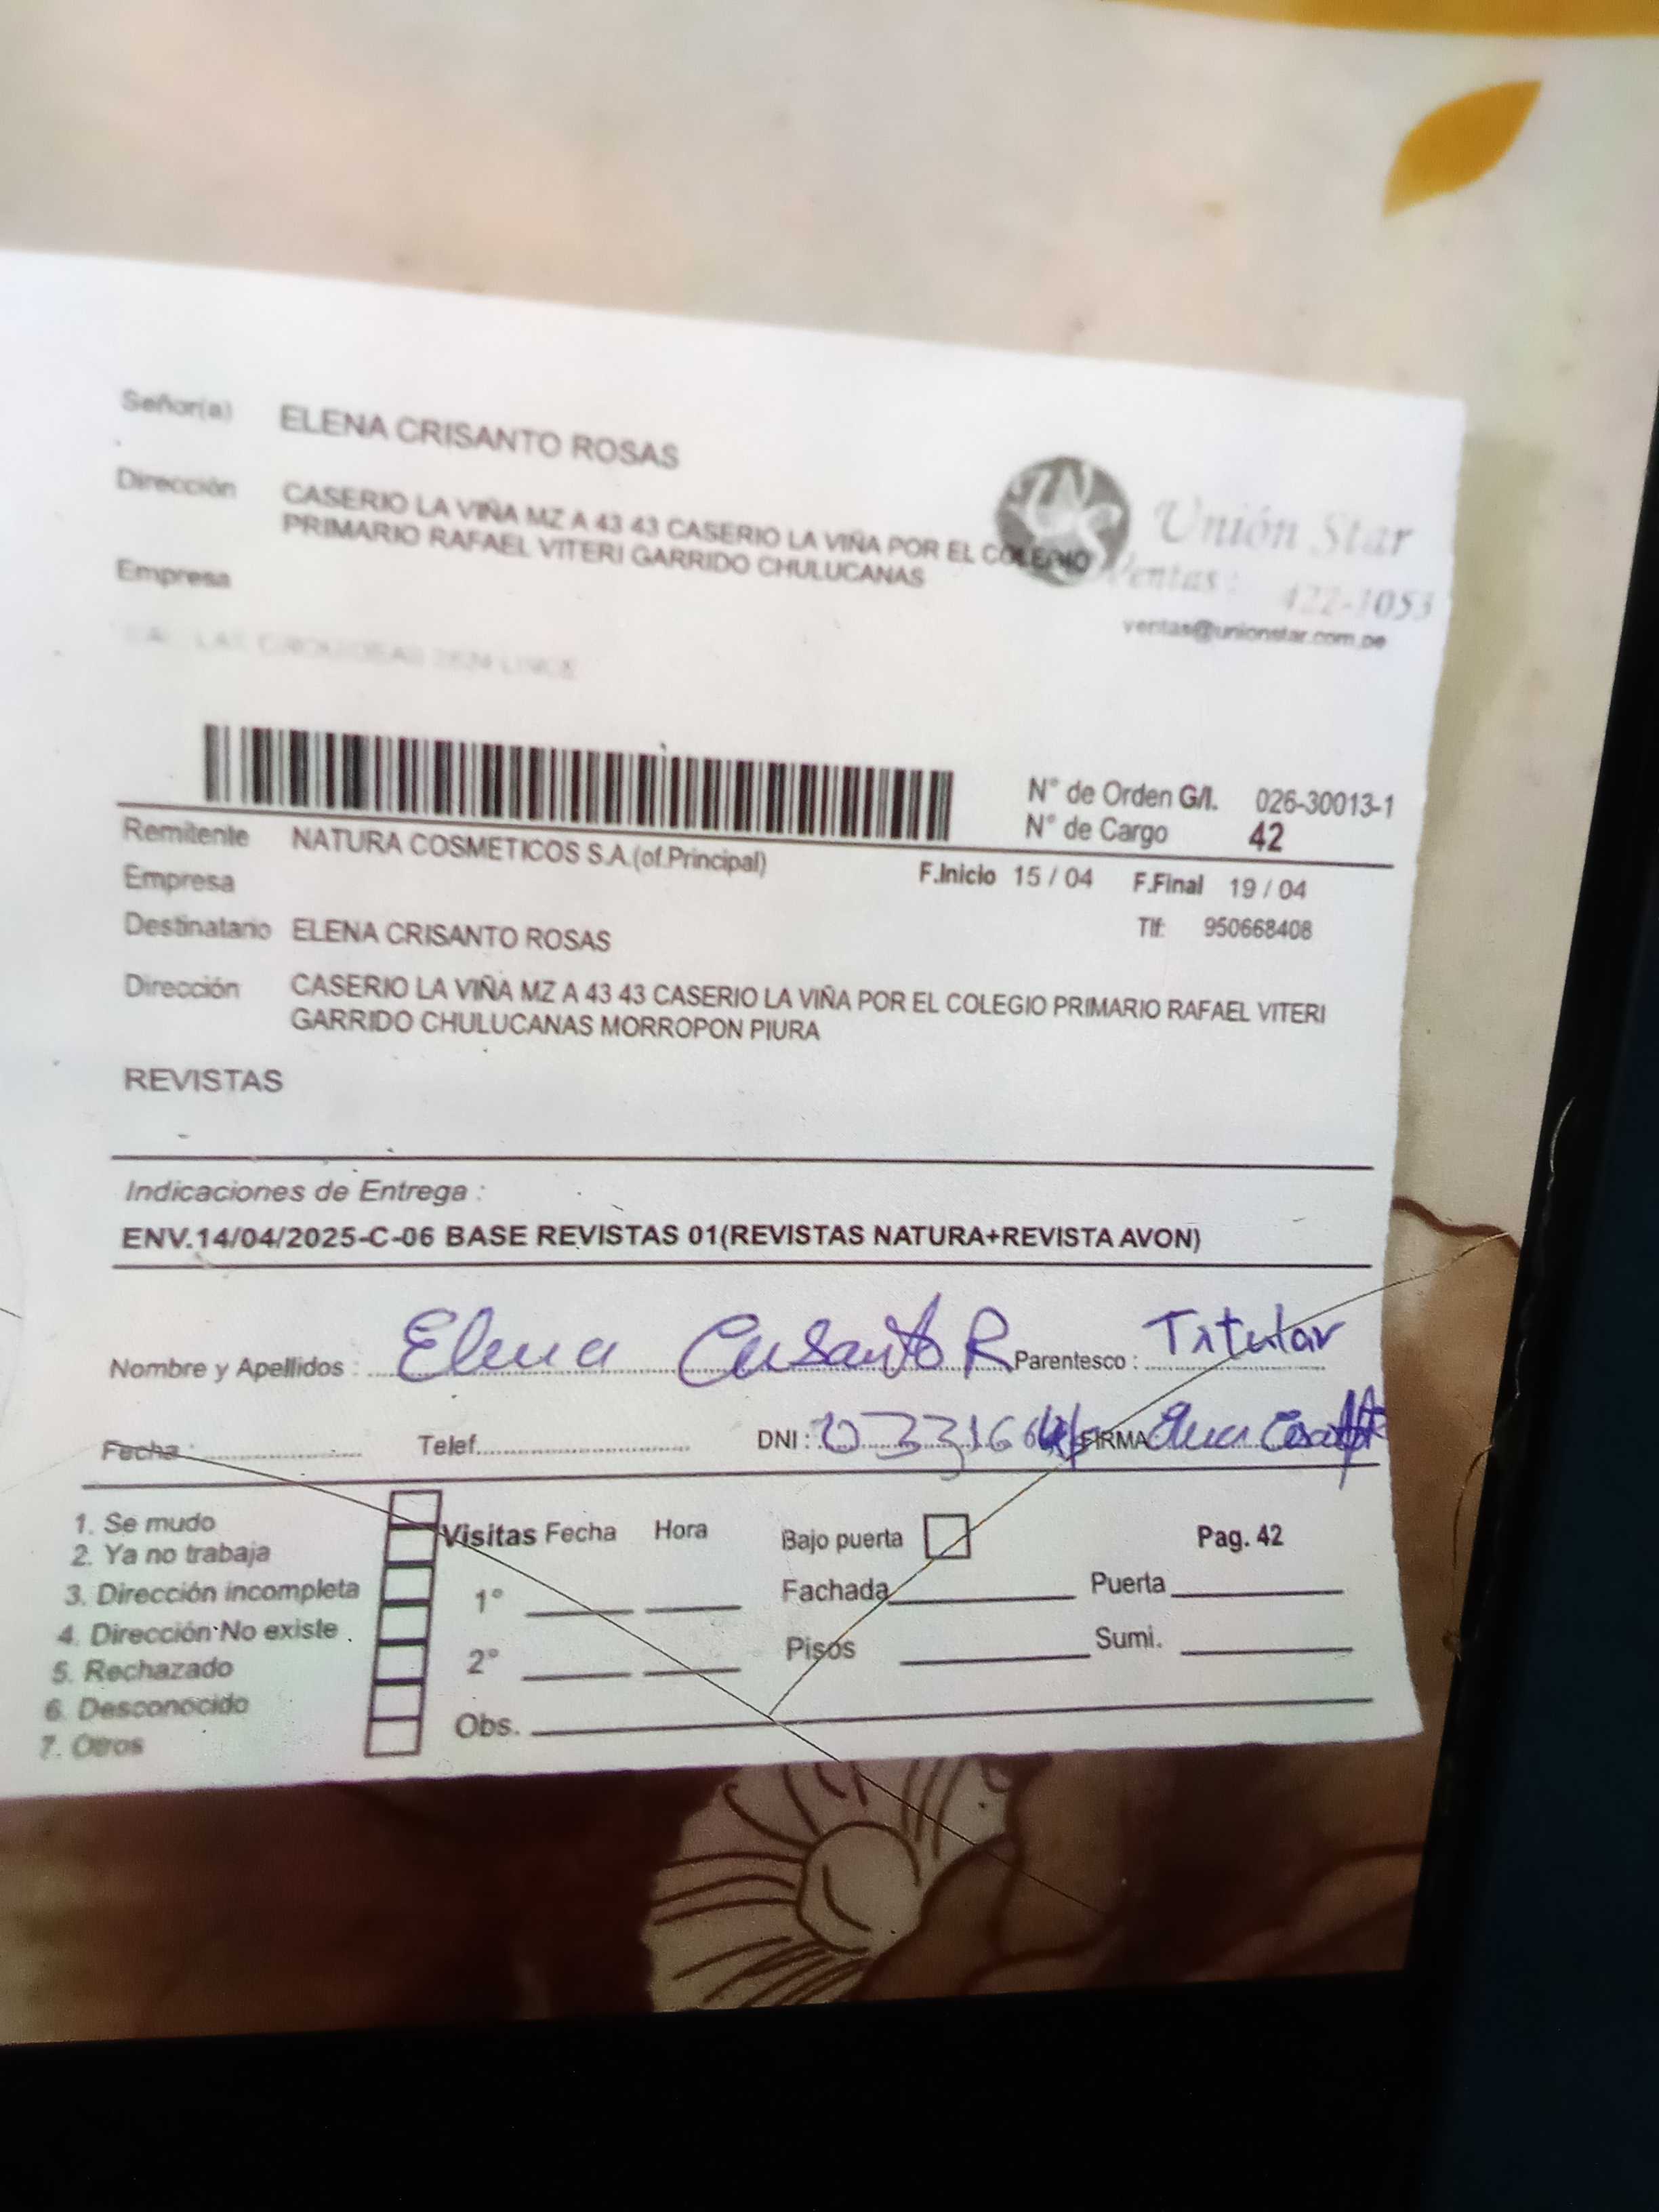 Señor(a) ELENA CRISANTO ROSAS
Dirección CASERIO LA VIÑA MZ A 43 43 CASERIO LA VIÑA POR EL COLEGIO
PRIMARIO RAFAEL VITERI GARRIDO CHULUCANAS
Empresa
Unión Star
Ventas: 422-1053
ventas@unionstar.com.pe
N° de Orden G/I. 026-30013-1
N° de Cargo 42
Remitente NATURA COSMETICOS S.A.(of.Principal)
F.Inicio 15 / 04 F.Final 19 / 04
Empresa
Destinatario ELENA CRISANTO ROSAS Tlf: 950668408
Dirección CASERIO LA VIÑA MZ A 43 43 CASERIO LA VIÑA POR EL COLEGIO PRIMARIO RAFAEL VITERI
GARRIDO CHULUCANAS MORROPON PIURA
REVISTAS
Indicaciones de Entrega :
ENV.14/04/2025-C-06 BASE REVISTAS 01(REVISTAS NATURA+REVISTA AVON)
Nombre y Apellidos : Elena Crisanto R Parentesco : Titular
Fecha : Telef. DNI : FIRMA Elena
1. Se mudo
2. Ya no trabaja
3. Dirección incompleta
4. Dirección No existe
5. Rechazado
6. Desconocido
7. Otros
Visitas Fecha Hora
1°
2°
Obs.
Bajo puerta Pag. 42
Fachada Puerta
Pisos Sumi.